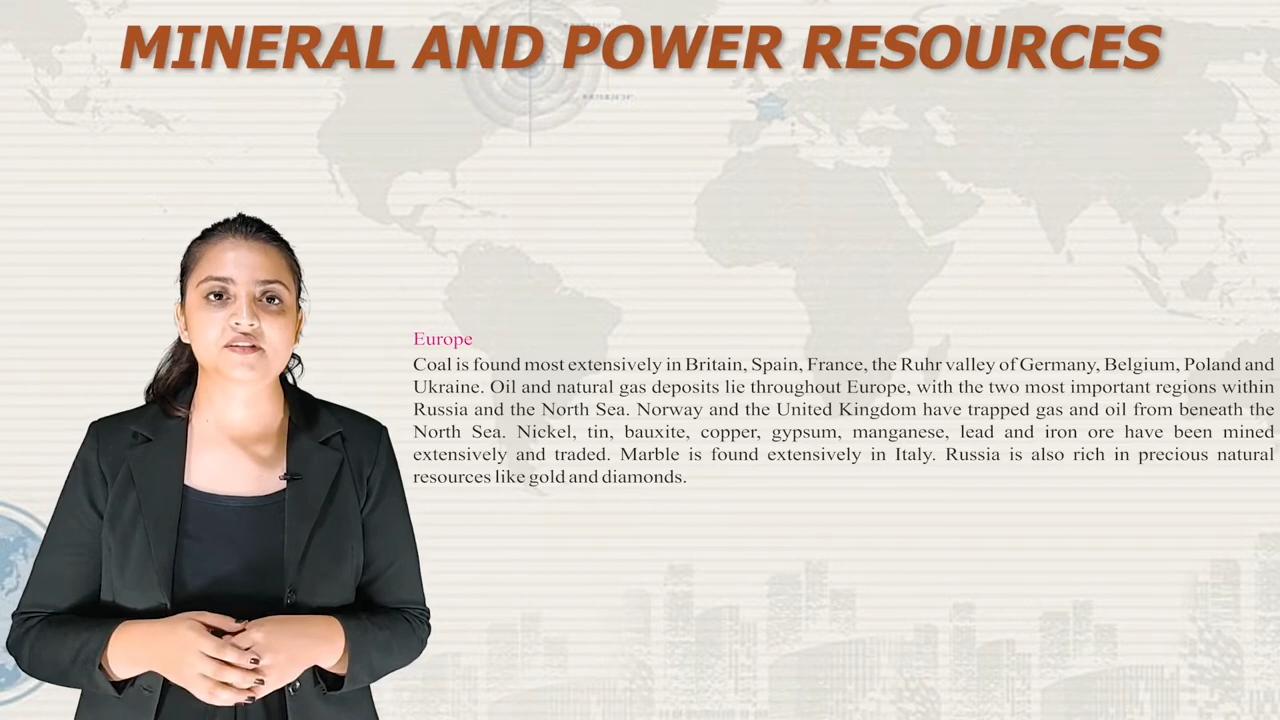 MINERAL AND POWER RESOURCES
Europe
Coal is found most extensively in Britain, Spain, France, the Ruhr valley of Germany, Belgium, Poland and
Ukraine. Oil and natural gas deposits lie throughout Europe, with the two most important regions within
Russia and the North Sea. Norway and the United Kingdom have trapped gas and oil from beneath the
North Sea. Nickel, tin, bauxite, copper, gypsum, manganese, lead and iron ore have been mined
extensively and traded. Marble is found extensively in Italy. Russia is also rich in precious natural
resources like gold and diamonds.